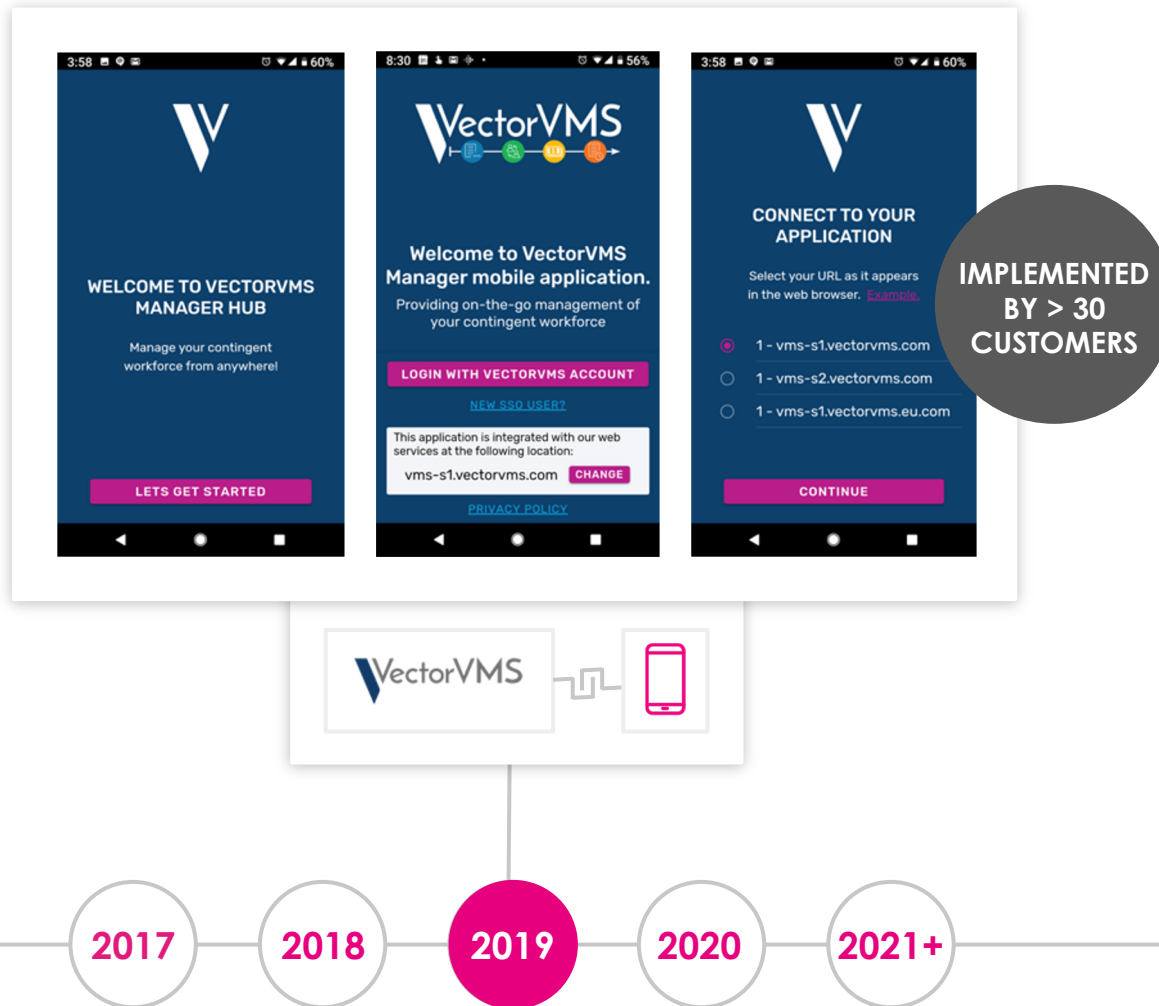 3:58 60%
WELCOME TO VECTORVMS
MANAGER HUB
Manage your contingent
workforce from anywhere!
LETS GET STARTED
8:30 56%
VectorVMS
Welcome to VectorVMS
Manager mobile application.
Providing on-the-go management of
your contingent workforce
LOGIN WITH VECTORVMS ACCOUNT
NEW SSO USER?
This application is integrated with our web
services at the following location:
vms-s1.vectorvms.com CHANGE
PRIVACY POLICY
3:58 60%
CONNECT TO YOUR
APPLICATION
Select your URL as it appears
in the web browser. Example.
1 - vms-s1.vectorvms.com
1 - vms-s2.vectorvms.com
1 - vms-s1.vectorvms.eu.com
CONTINUE
IMPLEMENTED
BY > 30
CUSTOMERS
VectorVMS
2017 2018 2019 2020 2021+